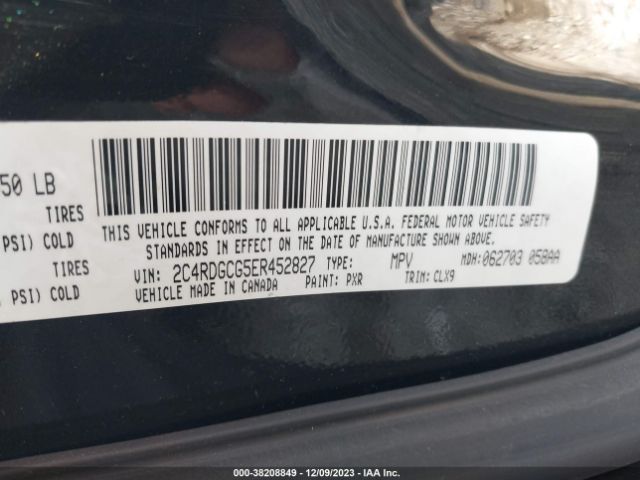 50 LB
TIRES
PSI) COLD
TIRES
PSI) COLD
THIS VEHICLE CONFORMS TO ALL APPLICABLE U.S.A. FEDERAL MOTOR VEHICLE SAFETY
STANDARDS IN EFFECT ON THE DATE OF MANUFACTURE SHOWN ABOVE.
VIN: 2C4RDGCG5ER452827 TYPE: MPV MDH: 062703 05BAA
VEHICLE MADE IN CANADA PAINT: PXR TRIM: CLX9
000-38208849 - 12/09/2023 - IAA Inc.